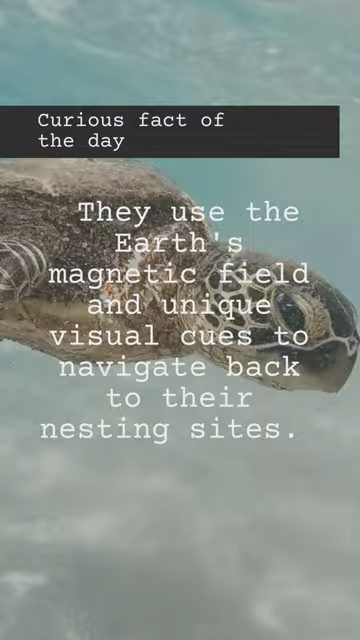 Curious fact of
the day
They use the
Earth's
magnetic field
and unique
visual cues to
navigate back
to their
nesting sites.